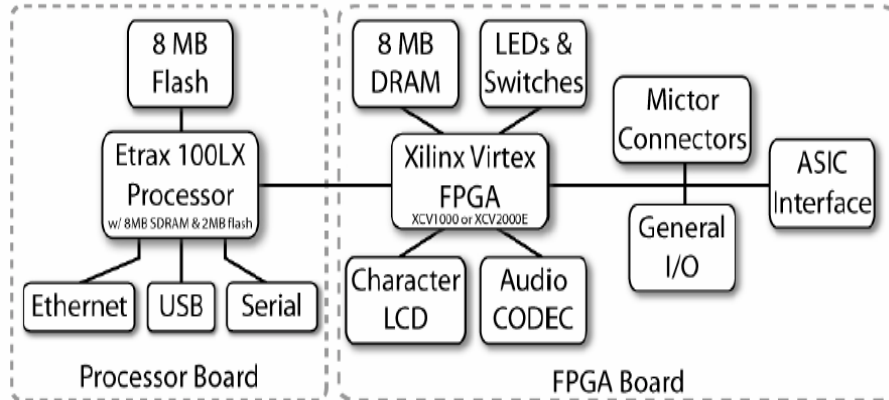 8 MB
Flash
Etrax 100LX
Processor
w/ 8MB SDRAM & 2MB flash
Ethernet
USB
Serial
Processor Board
8 MB
DRAM
LEDs &
Switches
Xilinx Virtex
FPGA
XCV1000 or XCV2000E
Character
LCD
Audio
CODEC
Mictor
Connectors
General
I/O
ASIC
Interface
FPGA Board